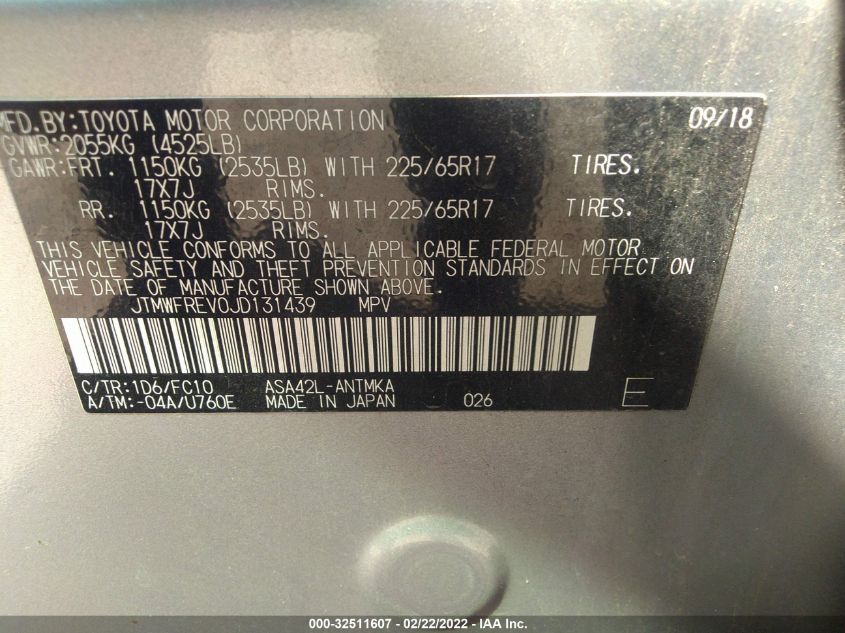 MFD. BY: TOYOTA MOTOR CORPORATION 09/18
GVWR: 2055KG (4525LB)
GAWR: FRT. 1150KG (2535LB) WITH 225/65R17 TIRES.
17X7J RIMS.
RR. 1150KG (2535LB) WITH 225/65R17 TIRES.
17X7J RIMS.
THIS VEHICLE CONFORMS TO ALL APPLICABLE FEDERAL MOTOR
VEHICLE SAFETY AND THEFT PREVENTION STANDARDS IN EFFECT ON
THE DATE OF MANUFACTURE SHOWN ABOVE.
JTMWFREV0JD131439 MPV
C/TR: 1D6/FC10 ASA42L-ANTMKA
A/TM: -04A/U760E MADE IN JAPAN 026 E
000-32511607 - 02/22/2022 - IAA Inc.